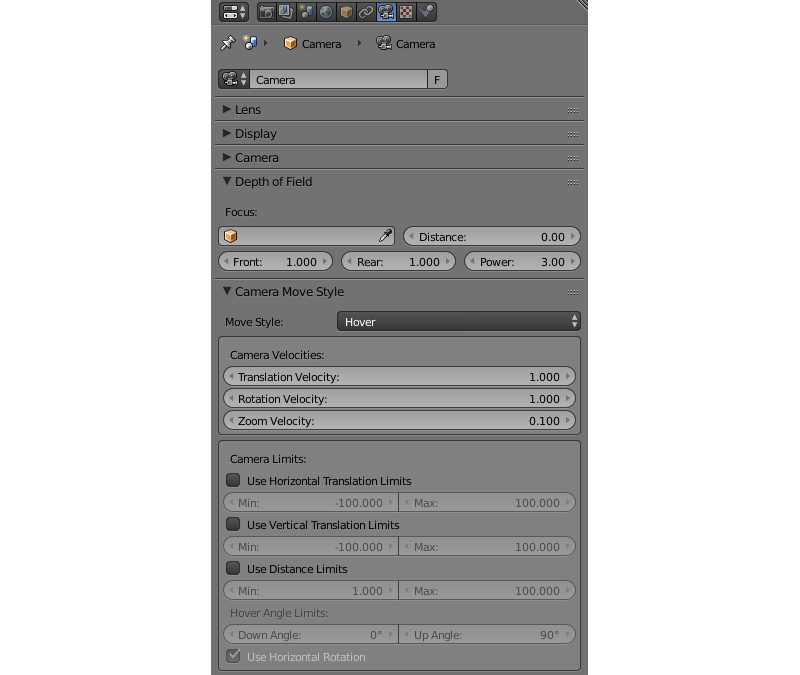 Camera Camera
Camera F
Lens
Display
Camera
Depth of Field
Focus:
Distance: 0.00
Front: 1.000 Rear: 1.000 Power: 3.00
Camera Move Style
Move Style: Hover
Camera Velocities:
Translation Velocity: 1.000
Rotation Velocity: 1.000
Zoom Velocity: 0.100
Camera Limits:
Use Horizontal Translation Limits
Min: -100.000 Max: 100.000
Use Vertical Translation Limits
Min: -100.000 Max: 100.000
Use Distance Limits
Min: 1.000 Max: 100.000
Hover Angle Limits:
Down Angle: 0° Up Angle: 90°
Use Horizontal Rotation